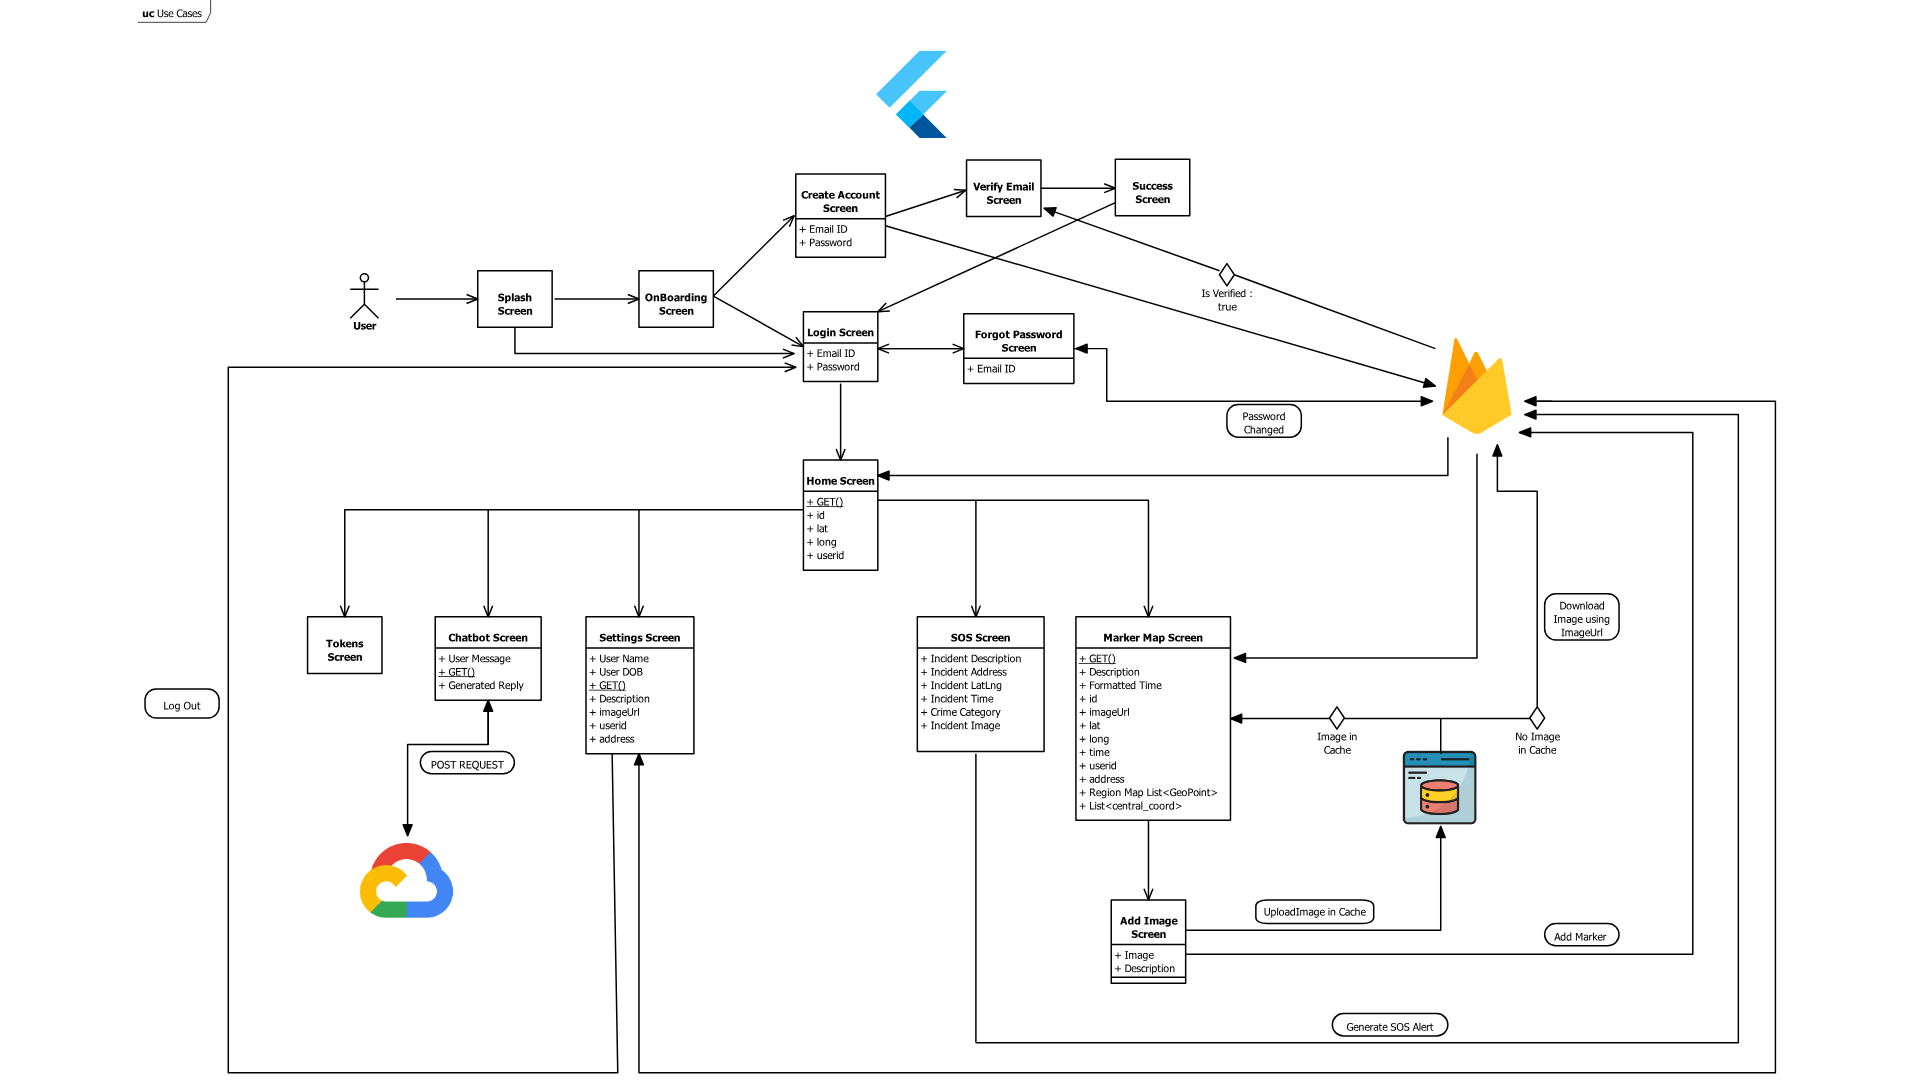 uc Use Cases
Create Account
Screen
+ Email ID
+ Password
Verify Email
Screen
Success
Screen
User
Splash
Screen
OnBoarding
Screen
Is Verified :
true
Login Screen
+ Email ID
+ Password
Forgot Password
Screen
+ Email ID
Password
Changed
Home Screen
+ GET()
+ id
+ lat
+ long
+ userid
Tokens
Screen
Chatbot Screen
+ User Message
+ GET()
+ Generated Reply
Settings Screen
+ User Name
+ User DOB
+ GET()
+ Description
+ imageUrl
+ userid
+ address
SOS Screen
+ Incident Description
+ Incident Address
+ Incident LatLng
+ Incident Time
+ Crime Category
+ Incident Image
Marker Map Screen
+ GET()
+ Description
+ Formatted Time
+ id
+ imageUrl
+ lat
+ long
+ time
+ userid
+ address
+ Region Map List<GeoPoint>
+ List<central_coord>
Download
Image using
ImageUrl
Log Out
POST REQUEST
Image in
Cache
No Image
in Cache
Add Image
Screen
+ Image
+ Description
UploadImage in Cache
Add Marker
Generate SOS Alert